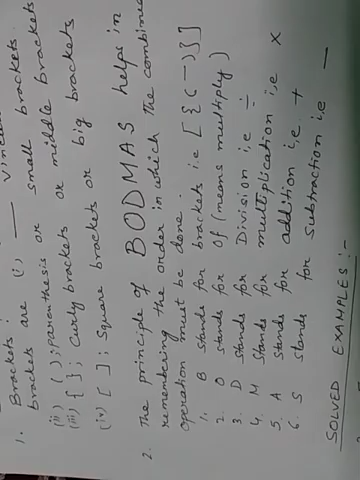 1. Brackets :
brackets are (i) — Vincul
(ii) ( ) ; parenthesis or small brackets.
(iii) { } ; Curly brackets or middle brackets
(iv) [ ] ; Square brackets or big brackets
2. The principle of BODMAS helps in
remembering the order in which the combine
operation must be done.
1. B stands for brackets i.e [ { ( — ) } ]
2. O stands for Of (means multiply)
3. D stands for Division i,e ÷
4. M stands for multiplication i,e ×
5. A stands for addition i,e +
6. S stands for subtraction i,e —
SOLVED EXAMPLES :-